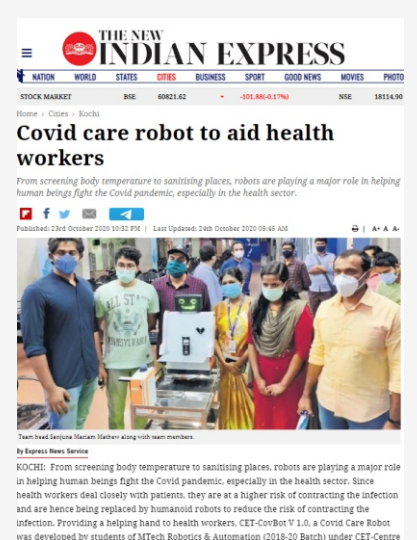 THE NEW
INDIAN EXPRESS
NATION WORLD STATES CITIES BUSINESS SPORT GOOD NEWS MOVIES PHOTO
STOCK MARKET BSE 60821.62 -101.88(-0.17%) NSE 18114.90
Home › Cities › Kochi
Covid care robot to aid health
workers
From screening body temperature to sanitising places, robots are playing a major role in helping
human beings fight the Covid pandemic, especially in the health sector.
Published: 23rd October 2020 10:32 PM | Last Updated: 24th October 2020 05:45 AM | A+ A A-
ALL STATE
PENNSYLVANIA
Team head Sanjuna Mariam Mathew along with team members.
By Express News Service
KOCHI: From screening body temperature to sanitising places, robots are playing a major role
in helping human beings fight the Covid pandemic, especially in the health sector. Since
health workers deal closely with patients, they are at a higher risk of contracting the infection
and are hence being replaced by humanoid robots to reduce the risk of contracting the
infection. Providing a helping hand to health workers, CET-CovBot V 1.0, a Covid Care Robot
was developed by students of MTech Robotics & Automation (2018-20 Batch) under CET-Centre